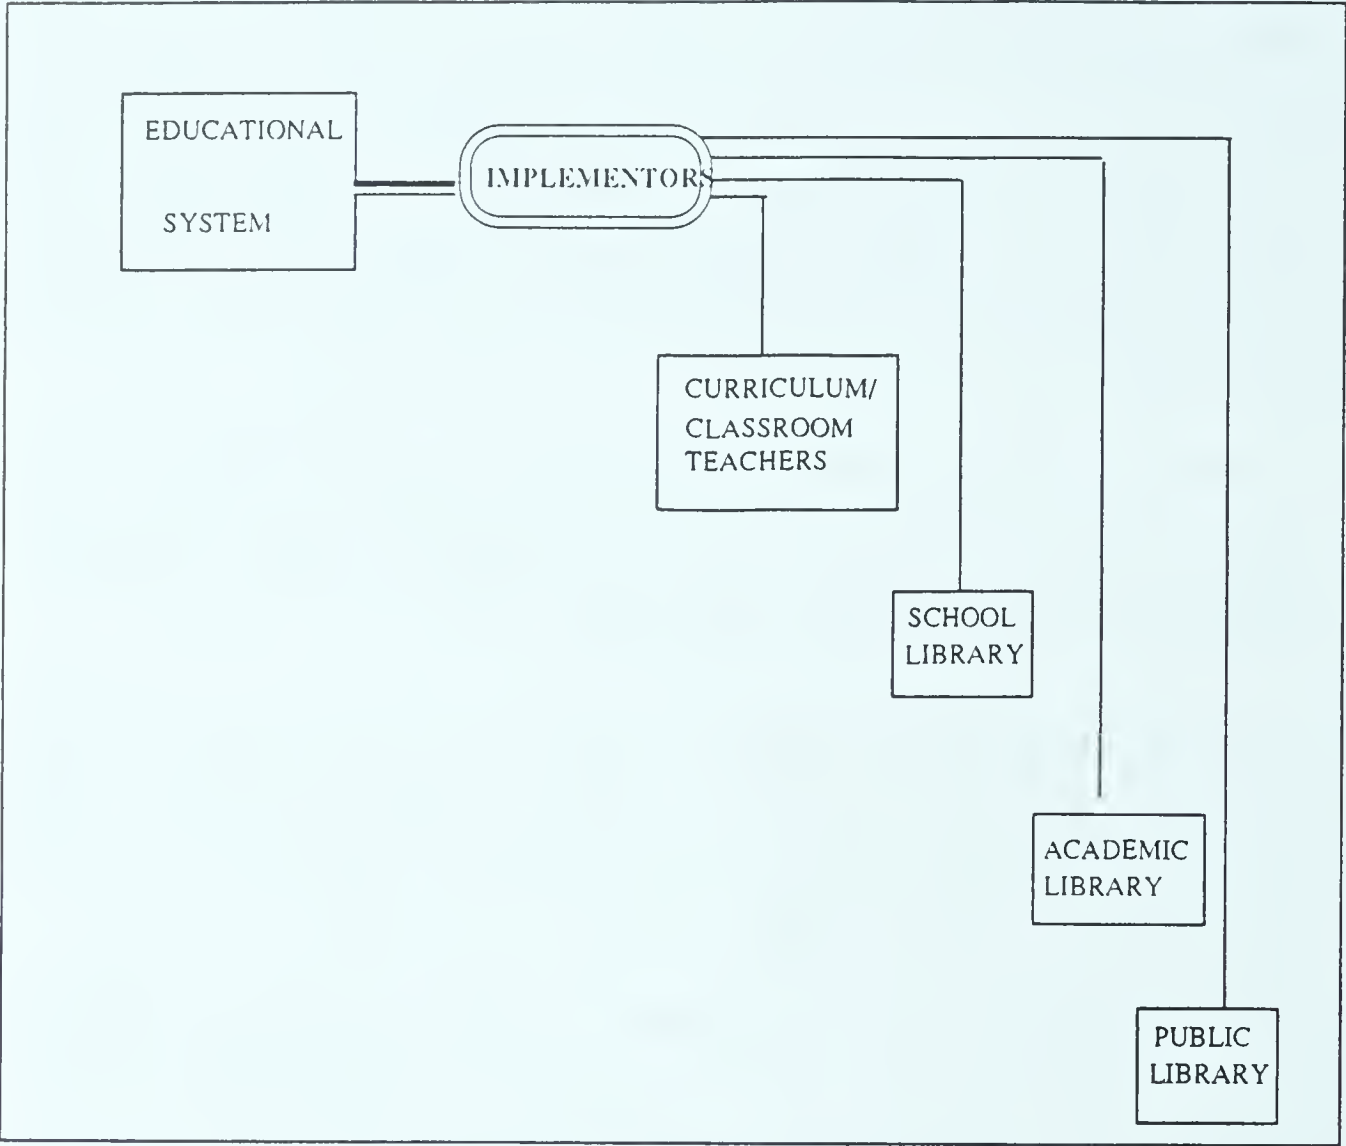 EDUCATIONAL
SYSTEM
IMPLEMENTORS
CURRICULUM/
CLASSROOM
TEACHERS
SCHOOL
LIBRARY
ACADEMIC
LIBRARY
PUBLIC
LIBRARY